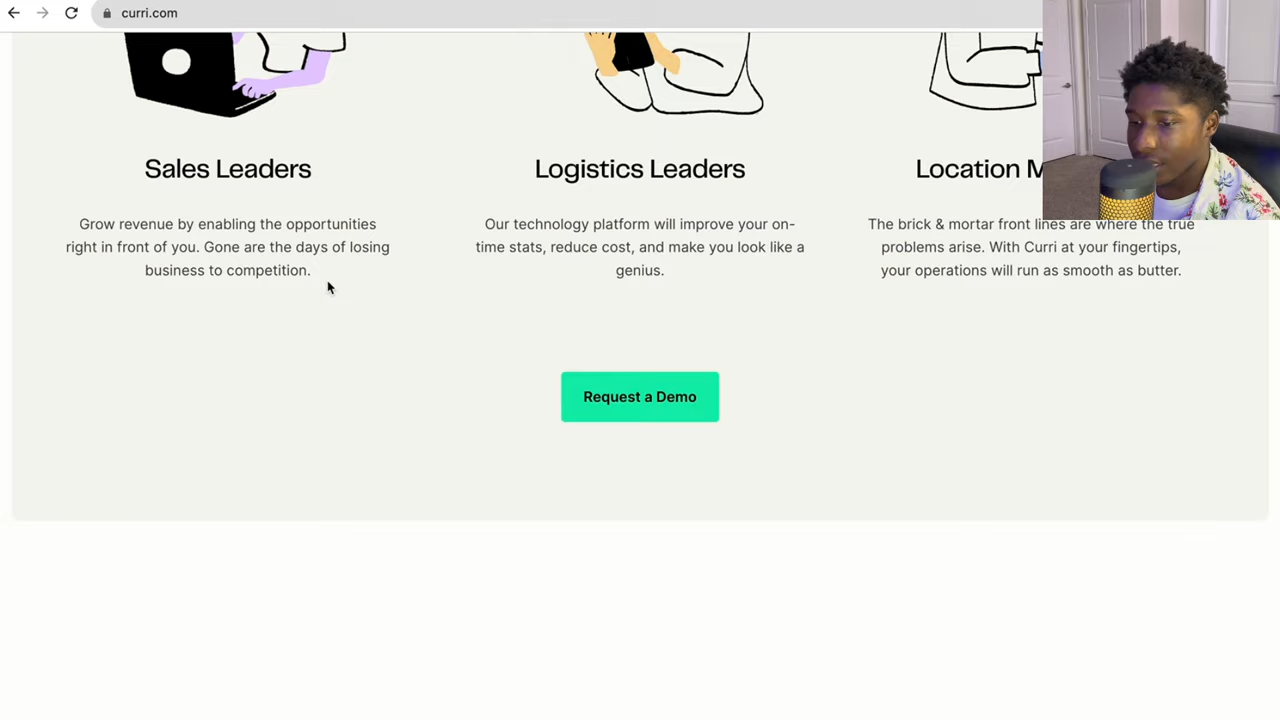 curri.com
Sales Leaders
Grow revenue by enabling the opportunities
right in front of you. Gone are the days of losing
business to competition.
Logistics Leaders
Our technology platform will improve your on-
time stats, reduce cost, and make you look like a
genius.
Location M
The brick & mortar front lines are where the true
problems arise. With Curri at your fingertips,
your operations will run as smooth as butter.
Request a Demo